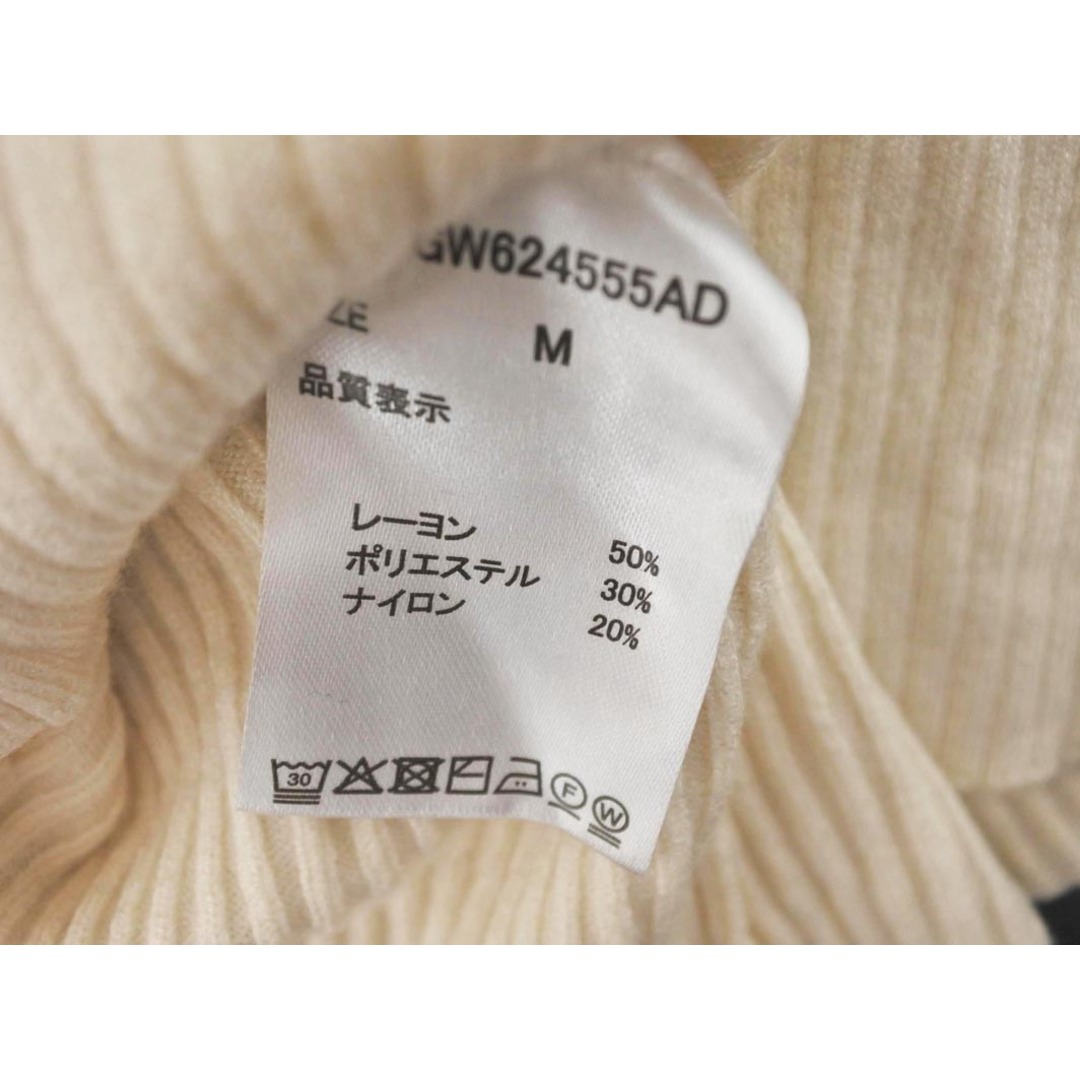 GW624555AD
ZE M
品質表示
レーヨン 50%
ポリエステル 30%
ナイロン 20%
30 F W